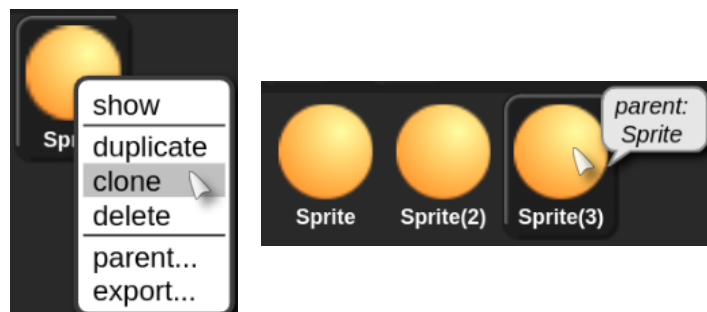 Spr
show
duplicate
clone
delete
parent...
export...
Sprite
Sprite(2)
Sprite(3)
parent:
Sprite